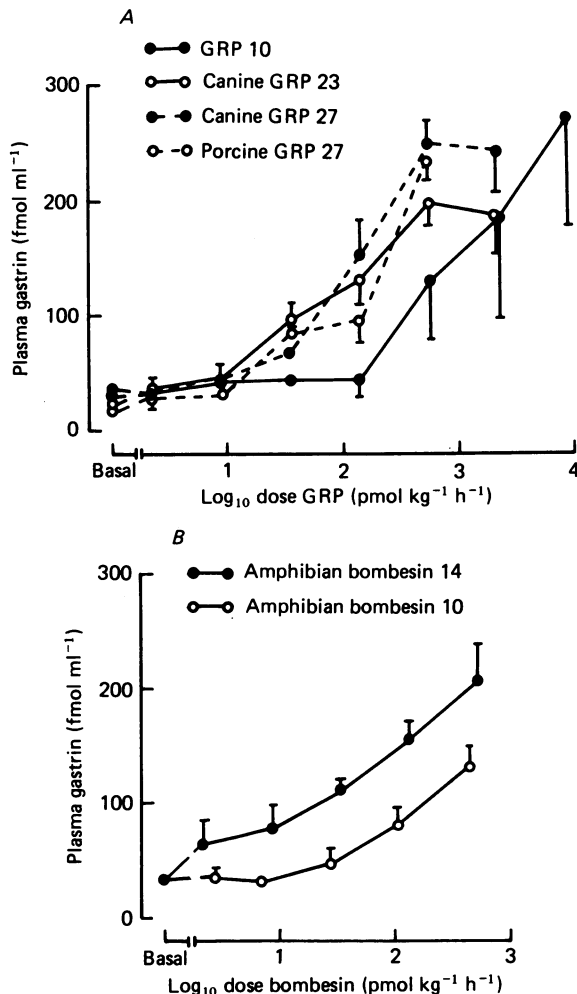 A
GRP 10
Canine GRP 23
Canine GRP 27
Porcine GRP 27
300
200
100
0
Plasma gastrin (fmol ml⁻¹)
Basal 1 2 3 4
Log₁₀ dose GRP (pmol kg⁻¹ h⁻¹)
B
Amphibian bombesin 14
Amphibian bombesin 10
300
200
100
0
Plasma gastrin (fmol ml⁻¹)
Basal 1 2 3
Log₁₀ dose bombesin (pmol kg⁻¹ h⁻¹)